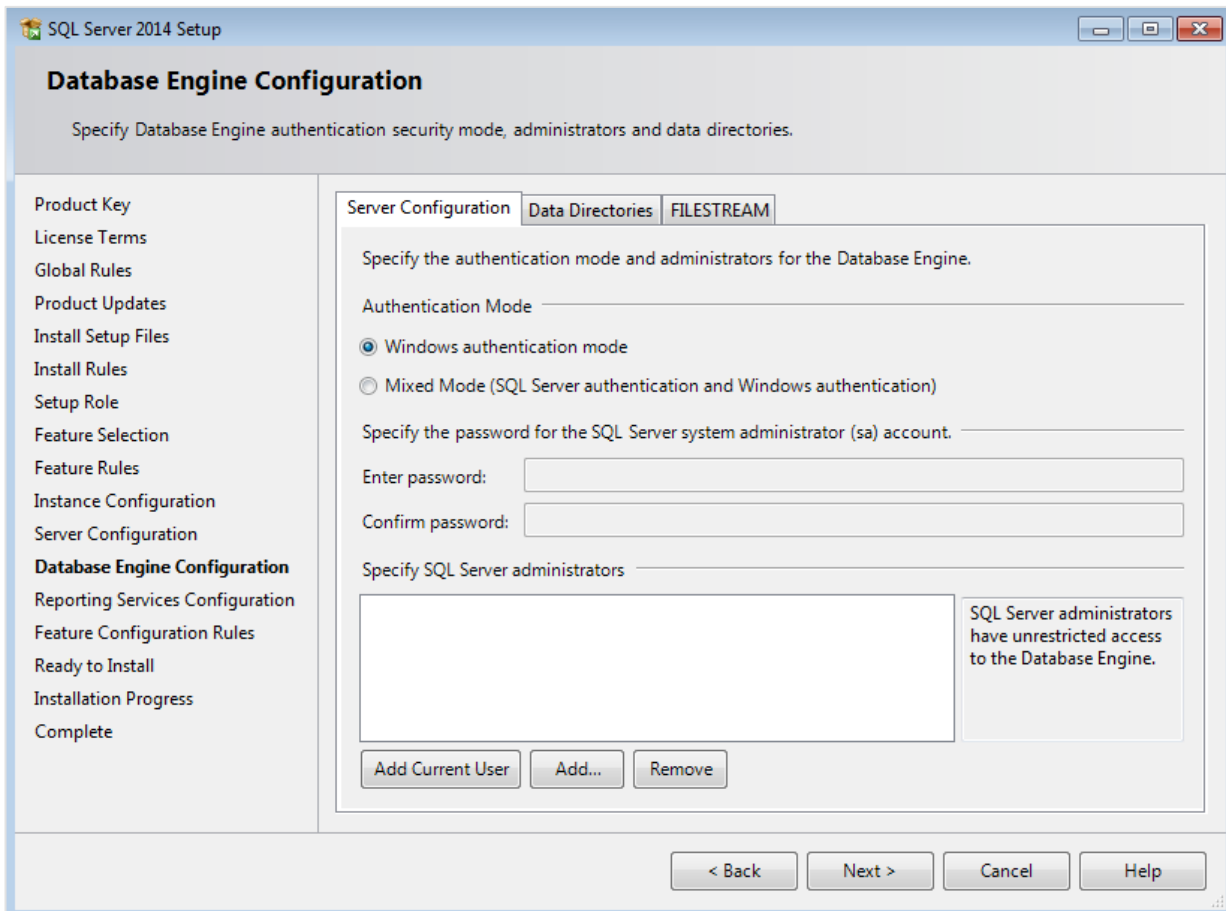 SQL Server 2014 Setup
Database Engine Configuration
Specify Database Engine authentication security mode, administrators and data directories.
Product Key
License Terms
Global Rules
Product Updates
Install Setup Files
Install Rules
Setup Role
Feature Selection
Feature Rules
Instance Configuration
Server Configuration
Database Engine Configuration
Reporting Services Configuration
Feature Configuration Rules
Ready to Install
Installation Progress
Complete
Server Configuration Data Directories FILESTREAM
Specify the authentication mode and administrators for the Database Engine.
Authentication Mode
Windows authentication mode
Mixed Mode (SQL Server authentication and Windows authentication)
Specify the password for the SQL Server system administrator (sa) account.
Enter password:
Confirm password:
Specify SQL Server administrators
SQL Server administrators
have unrestricted access
to the Database Engine.
Add Current User Add... Remove
< Back Next > Cancel Help